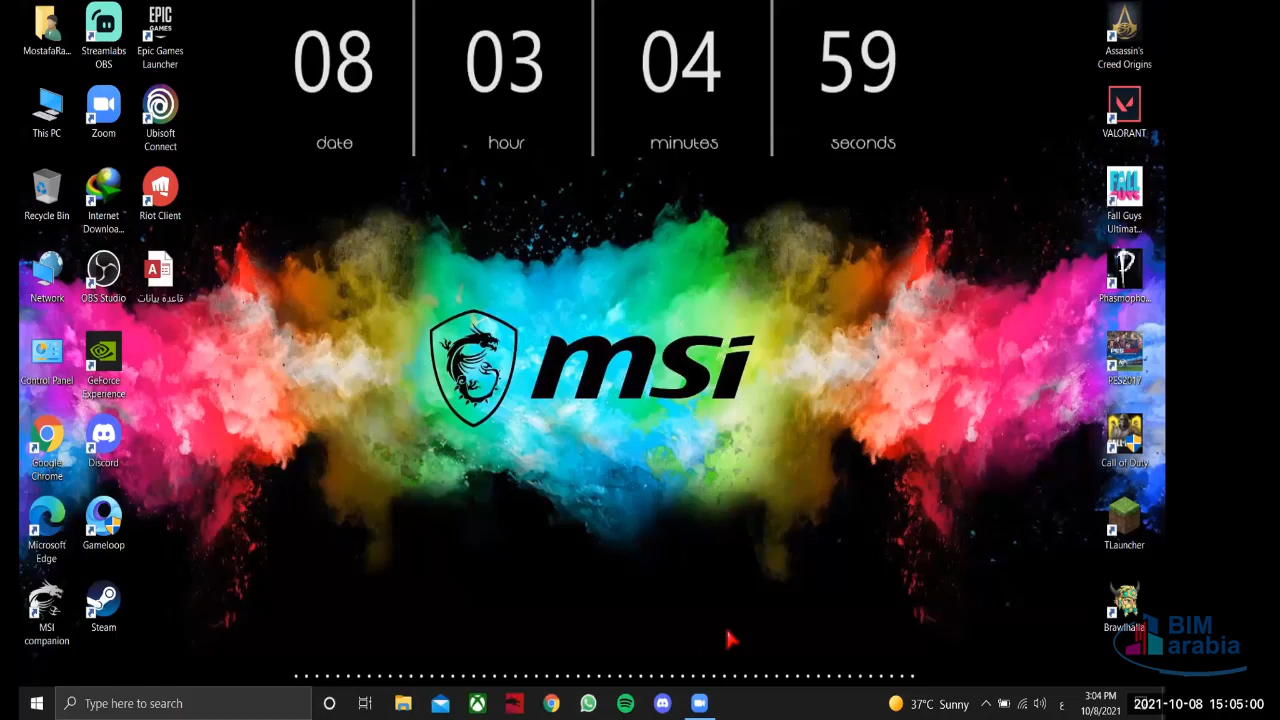 08
03
04
59
date
hour
minutes
seconds
MostafaRa...
Streamlabs
OBS
EPIC
GAMES
Epic Games
Launcher
This PC
Zoom
Ubisoft
Connect
Recycle Bin
Internet
Downloa...
Riot Client
Network
OBS Studio
قاعدة بيانات
Control Panel
GeForce
Experience
Google
Chrome
Discord
Microsoft
Edge
Gameloop
MSI
companion
Steam
msi
Assassin's
Creed Origins
VALORANT
FALL
GUYS
Fall Guys
Ultimat...
Phasmopho...
PES2017
Call of Duty
TLauncher
Brawlhalla
BIM
arabia
Type here to search
37°C Sunny
ع
3:04 PM
10/8/2021
2021-10-08 15:05:00